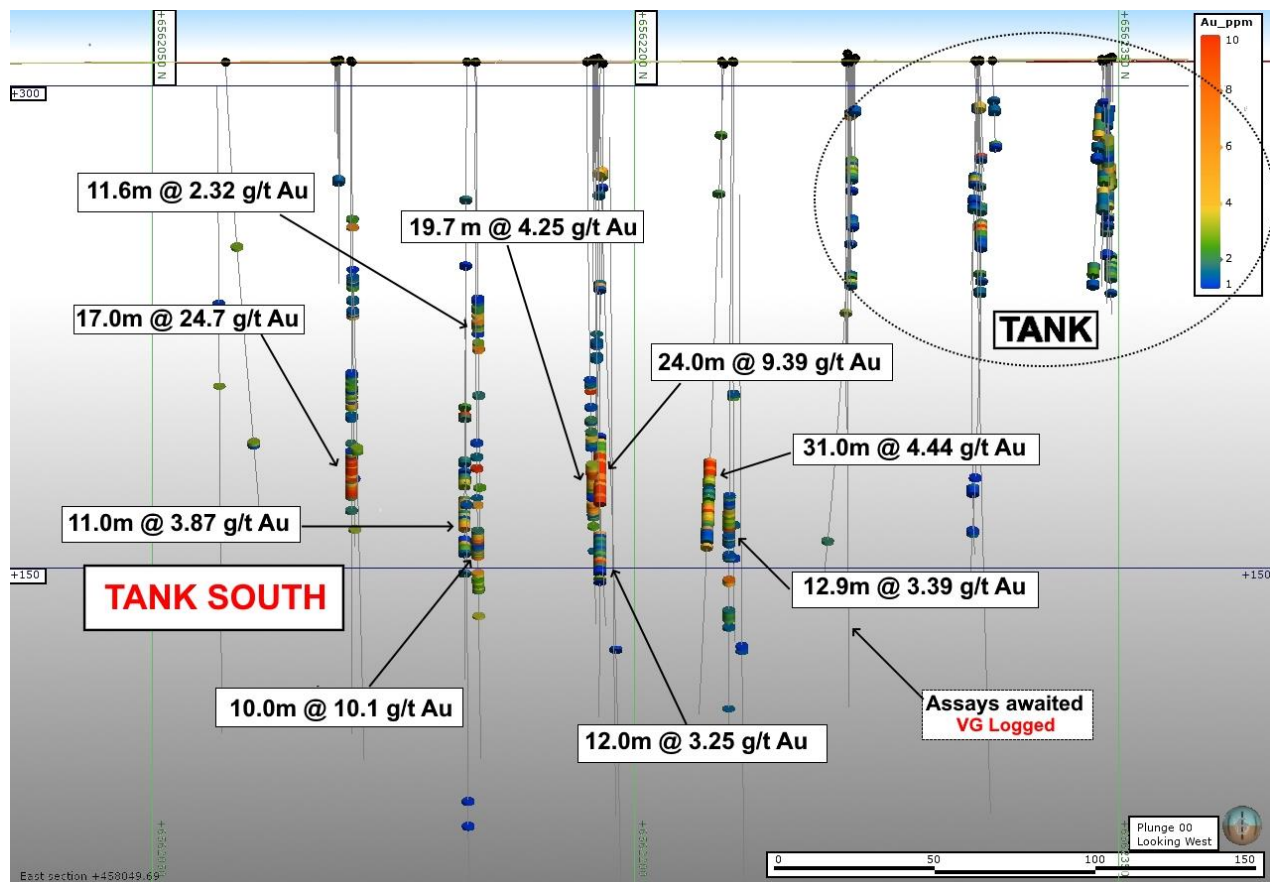 +6562050 N
+6562200 N
+6562350 N
Au_ppm
10
8
6
4
2
1
+300
11.6m @ 2.32 g/t Au
19.7 m @ 4.25 g/t Au
17.0m @ 24.7 g/t Au
TANK
24.0m @ 9.39 g/t Au
31.0m @ 4.44 g/t Au
11.0m @ 3.87 g/t Au
+150
+150
TANK SOUTH
12.9m @ 3.39 g/t Au
10.0m @ 10.1 g/t Au
Assays awaited
VG Logged
12.0m @ 3.25 g/t Au
Plunge 00
Looking West
0
50
100
150
East section +458049.69